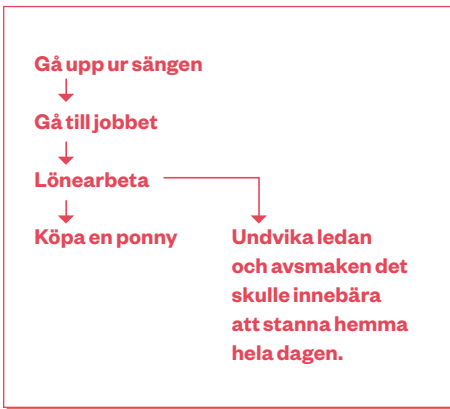 Gå upp ur sängen
Gå till jobbet
Lönearbeta
Köpa en ponny
Undvika ledan
och avsmaken det
skulle innebära
att stanna hemma
hela dagen.